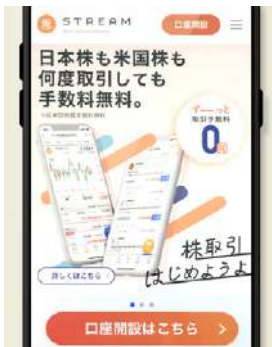 STREAM
口座開設
日本株も米国株も
何度取引しても
手数料無料。
ずーーっと
取引手数料
0円
株取引
はじめようよ
詳しくはこちら
口座開設はこちら